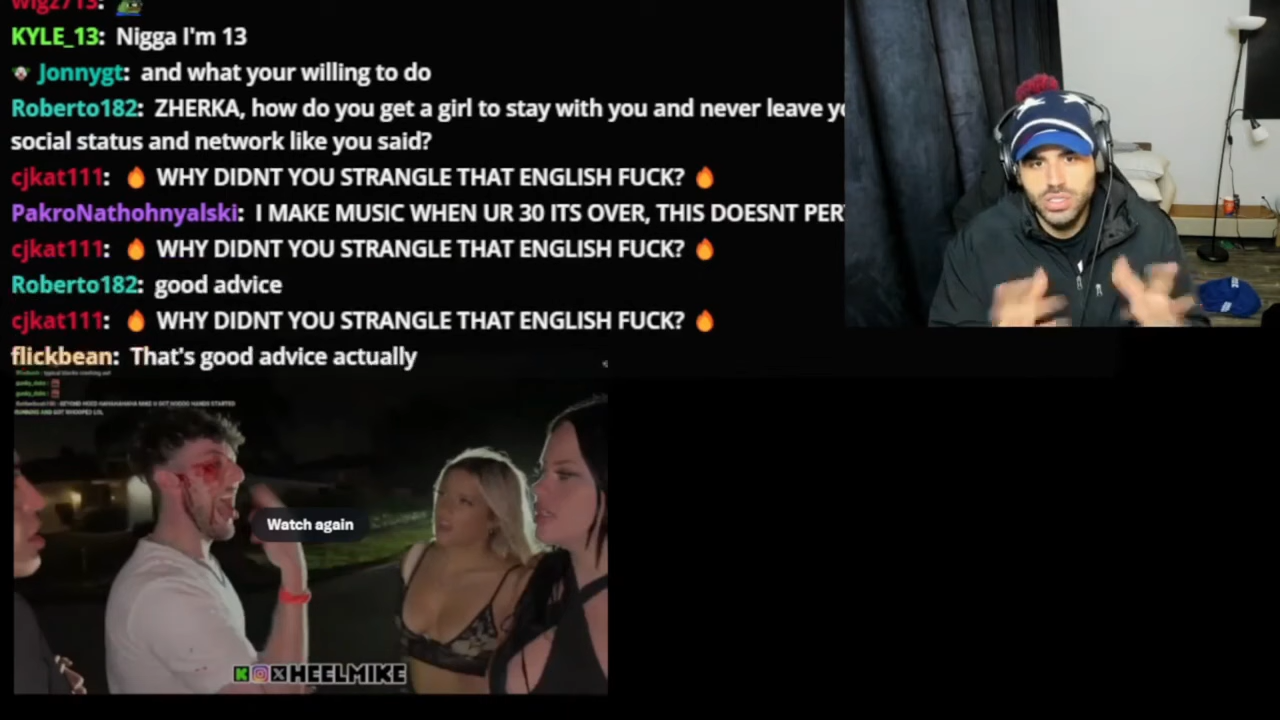 wigz713:
KYLE_13: Nigga I'm 13
Jonnygt: and what your willing to do
Roberto182: ZHERKA, how do you get a girl to stay with you and never leave
social status and network like you said?
cjkat111: 🔥 WHY DIDNT YOU STRANGLE THAT ENGLISH FUCK? 🔥
PakroNathohnyalski: I MAKE MUSIC WHEN UR 30 ITS OVER, THIS DOESNT
cjkat111: 🔥 WHY DIDNT YOU STRANGLE THAT ENGLISH FUCK? 🔥
Roberto182: good advice
cjkat111: 🔥 WHY DIDNT YOU STRANGLE THAT ENGLISH FUCK? 🔥
flickbean: That's good advice actually
Watch again
HEELMIKE